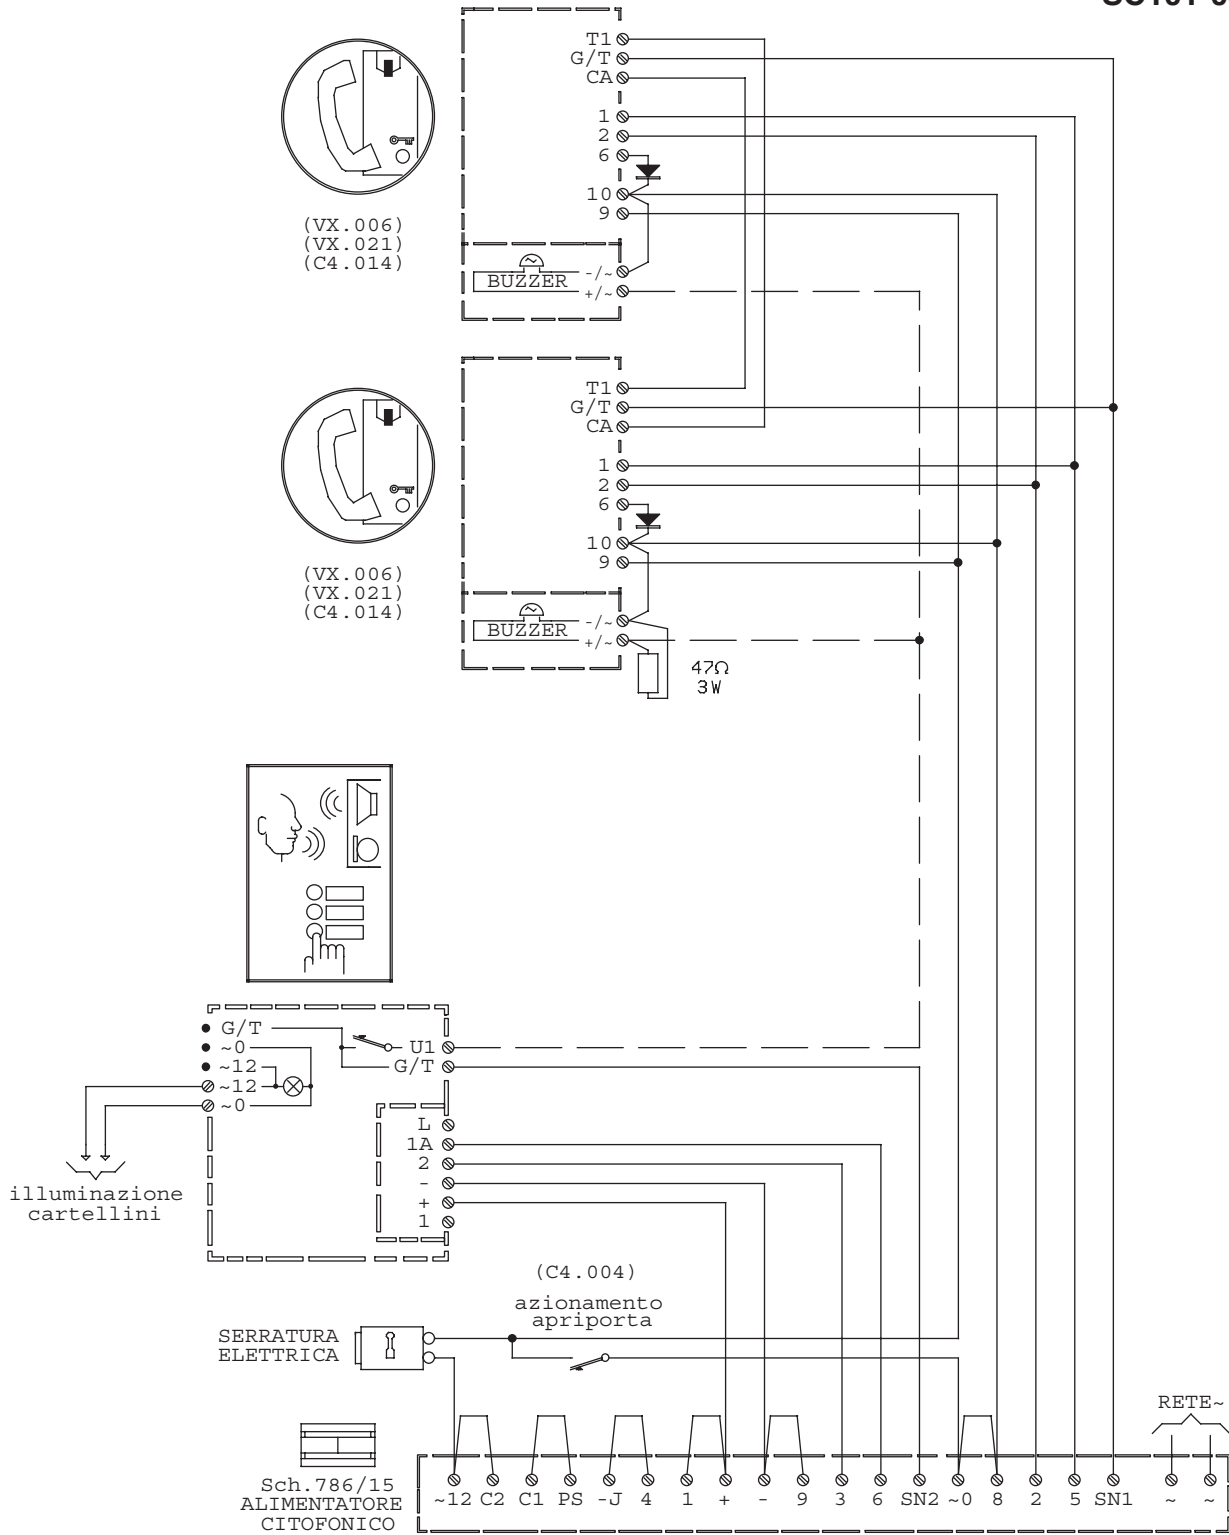 T1
G/T
CA
1
2
6
10
9
(VX.006)
(VX.021)
(C4.014)
BUZZER
-/~
+/~
T1
G/T
CA
1
2
6
10
9
(VX.006)
(VX.021)
(C4.014)
BUZZER
-/~
+/~
47Ω
3W
G/T
~0
~12
~12
~0
U1
G/T
L
1A
2
-
+
1
illuminazione
cartellini
(C4.004)
azionamento
apriporta
SERRATURA
ELETTRICA
RETE~
Sch.786/15
ALIMENTATORE
CITOFONICO
~12 C2 C1 PS -J 4 1 + - 9 3 6 SN2 ~0 8 2 5 SN1 ~ ~